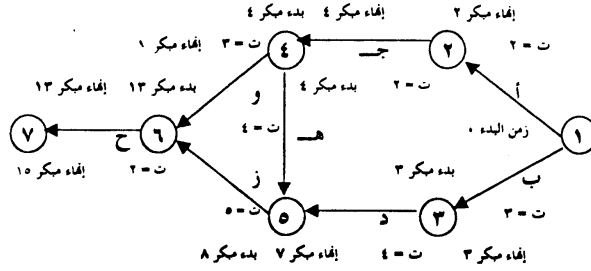 بدء مبكر ٤ إنهاء مبكر ٤ إنهاء مبكر ٢
إنهاء مبكر ١ ت = ٣ ٤ جـ ٢ ت = ٢
إنهاء مبكر ١٣ بدء مبكر ١٣ و بدء مبكر ٤ ت = ٢ أ
٧ ح ٦ ت = ٤ هـ زمن البدء ٠ ١
إنهاء مبكر ١٥ ت = ٢ ز بدء مبكر ٣ ب
ت = ٥ ٥ د ٣ ت = ٣
بدء مبكر ٨ إنهاء مبكر ٧ ت = ٤ إنهاء مبكر ٣